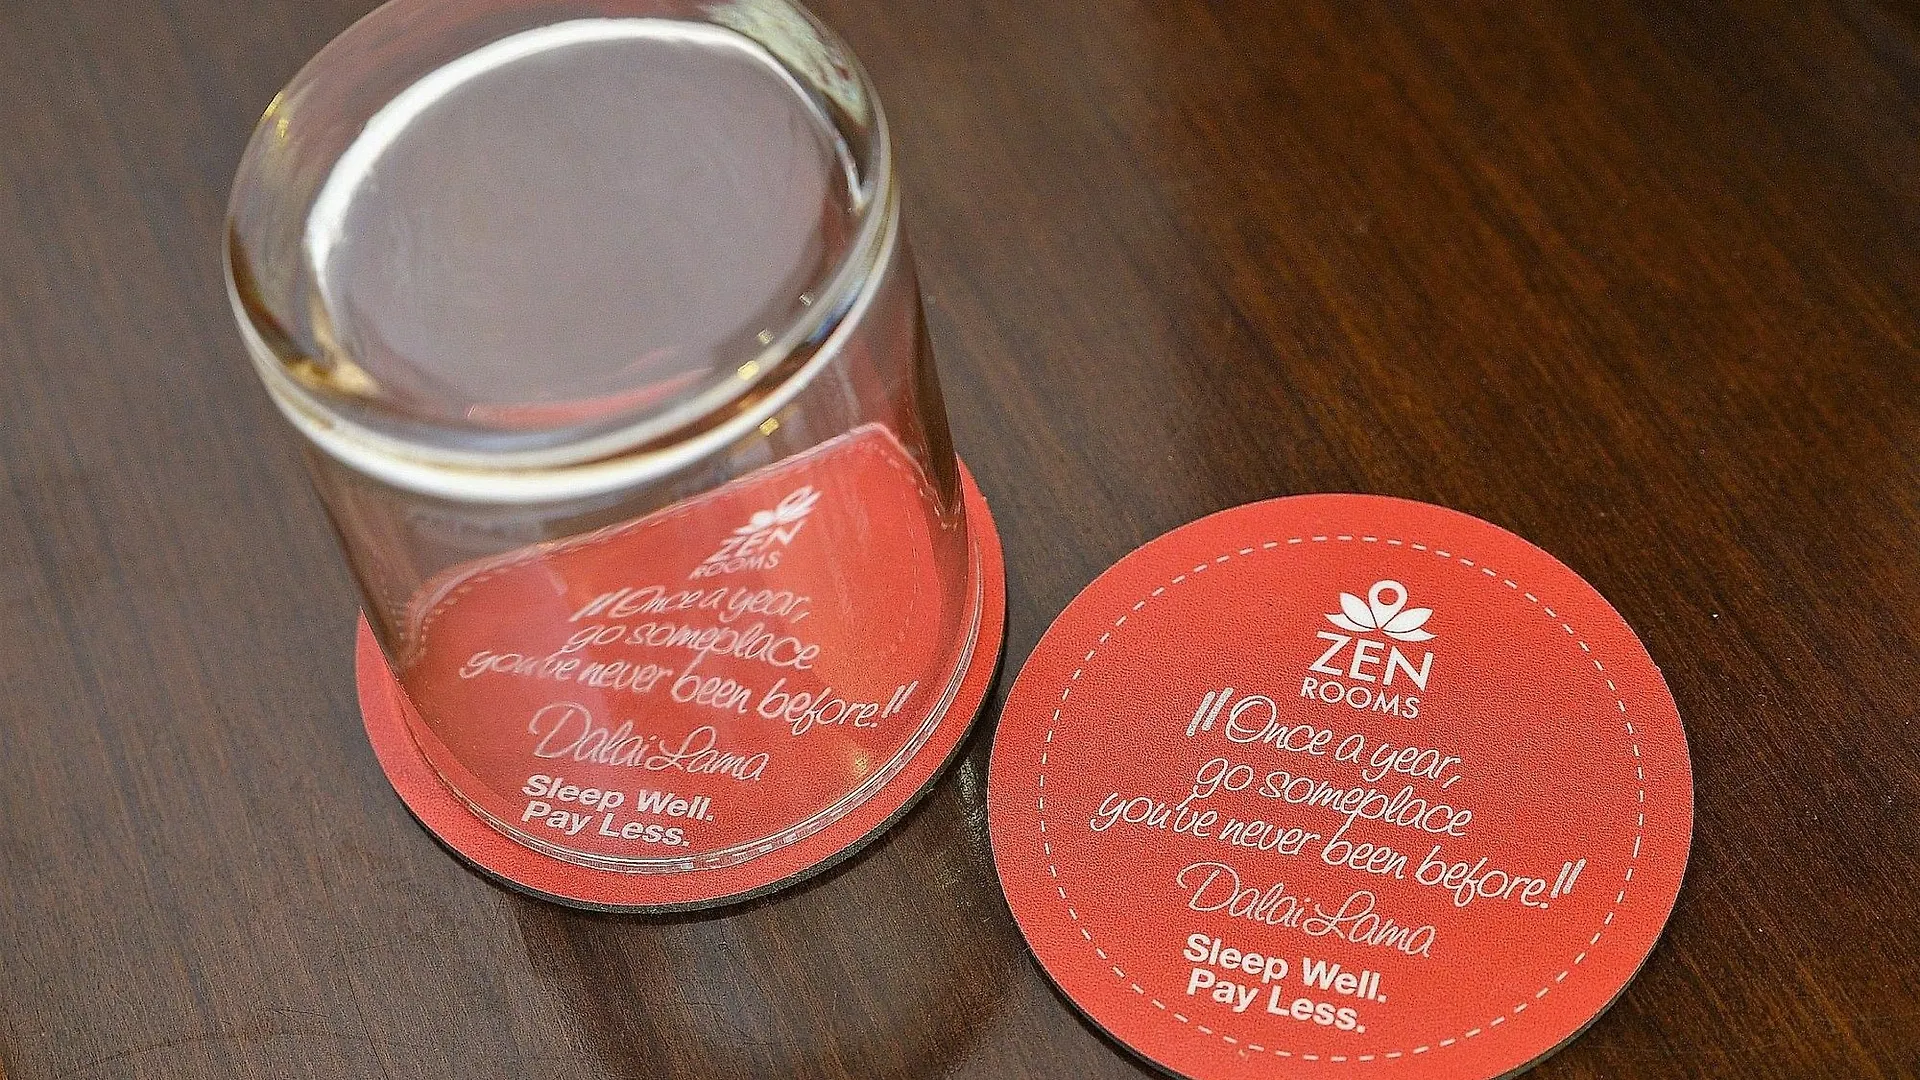 ZEN
ROOMS
"Once a year,
go someplace
you've never been before."
Dalai Lama
Sleep Well.
Pay Less.
ZEN
ROOMS
"Once a year,
go someplace
you've never been before!"
Dalai Lama
Sleep Well.
Pay Less.